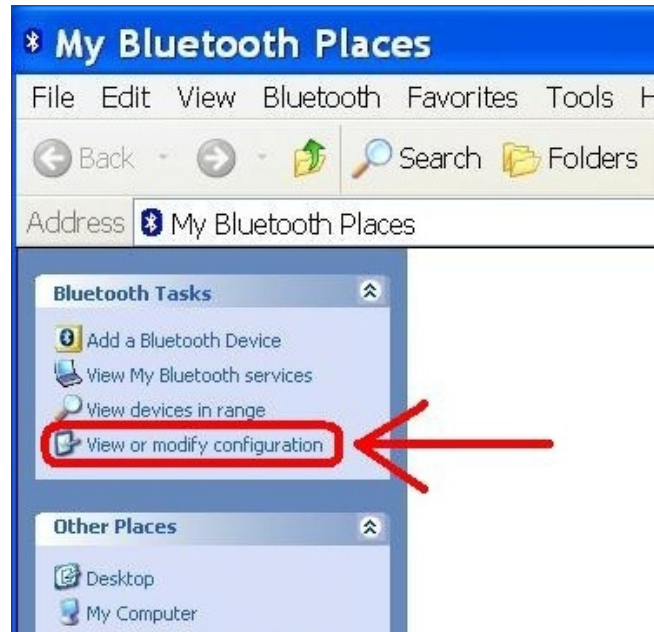 My Bluetooth Places
File Edit View Bluetooth Favorites Tools H
Back Search Folders
Address My Bluetooth Places
Bluetooth Tasks
Add a Bluetooth Device
View My Bluetooth services
View devices in range
View or modify configuration
Other Places
Desktop
My Computer